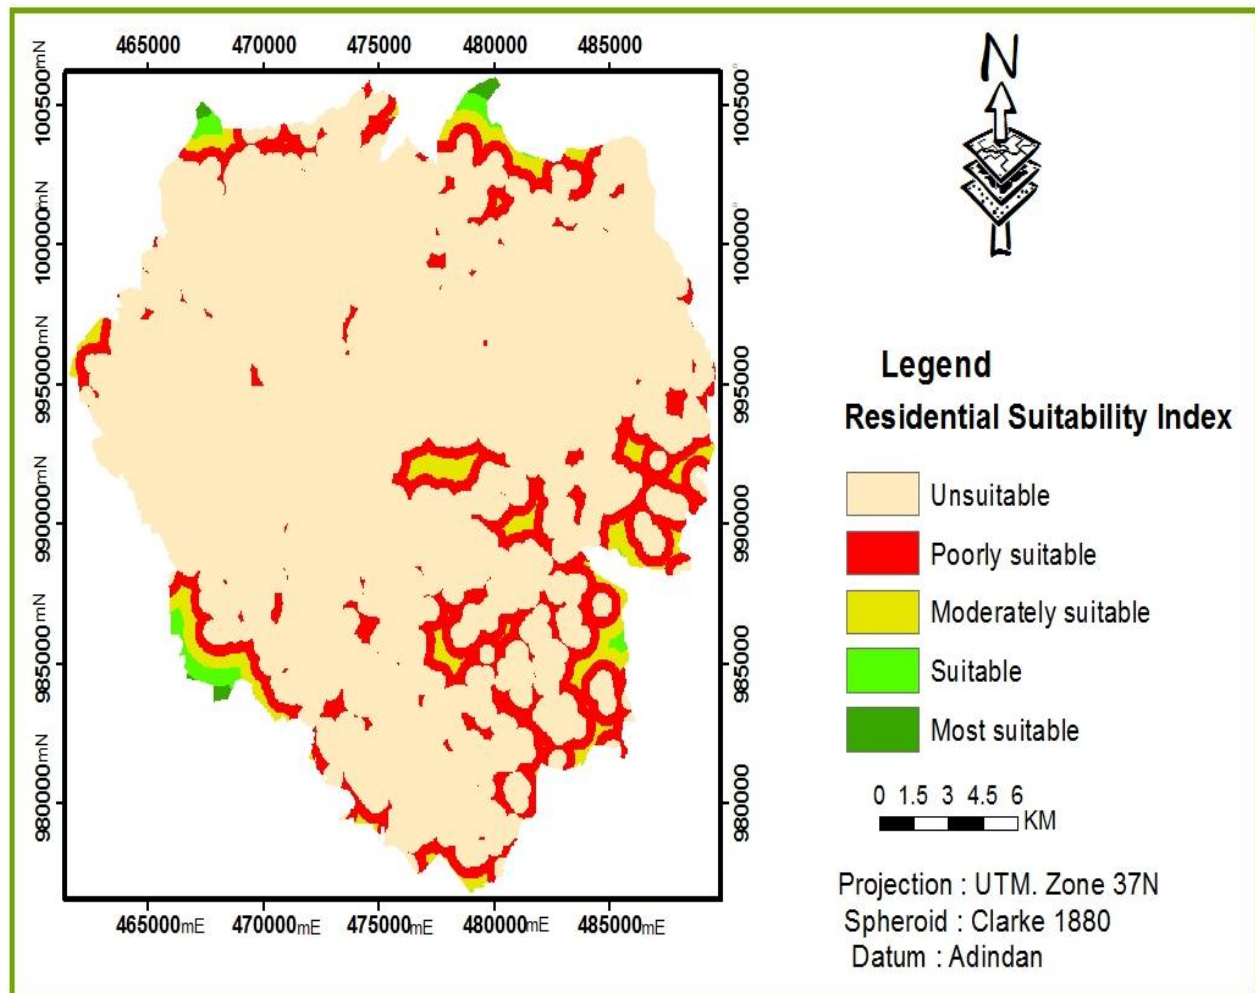 465000 470000 475000 480000 485000
100500mN
1000000
995000mN
990000mN
985000mN
980000mN
1005000
1000000
995000
990000
985000
980000
465000mE 470000mE 475000mE 480000mE 485000mE
N
Legend
Residential Suitability Index
Unsuitable
Poorly suitable
Moderately suitable
Suitable
Most suitable
0 1.5 3 4.5 6
KM
Projection : UTM. Zone 37N
Spheroid : Clarke 1880
Datum : Adindan